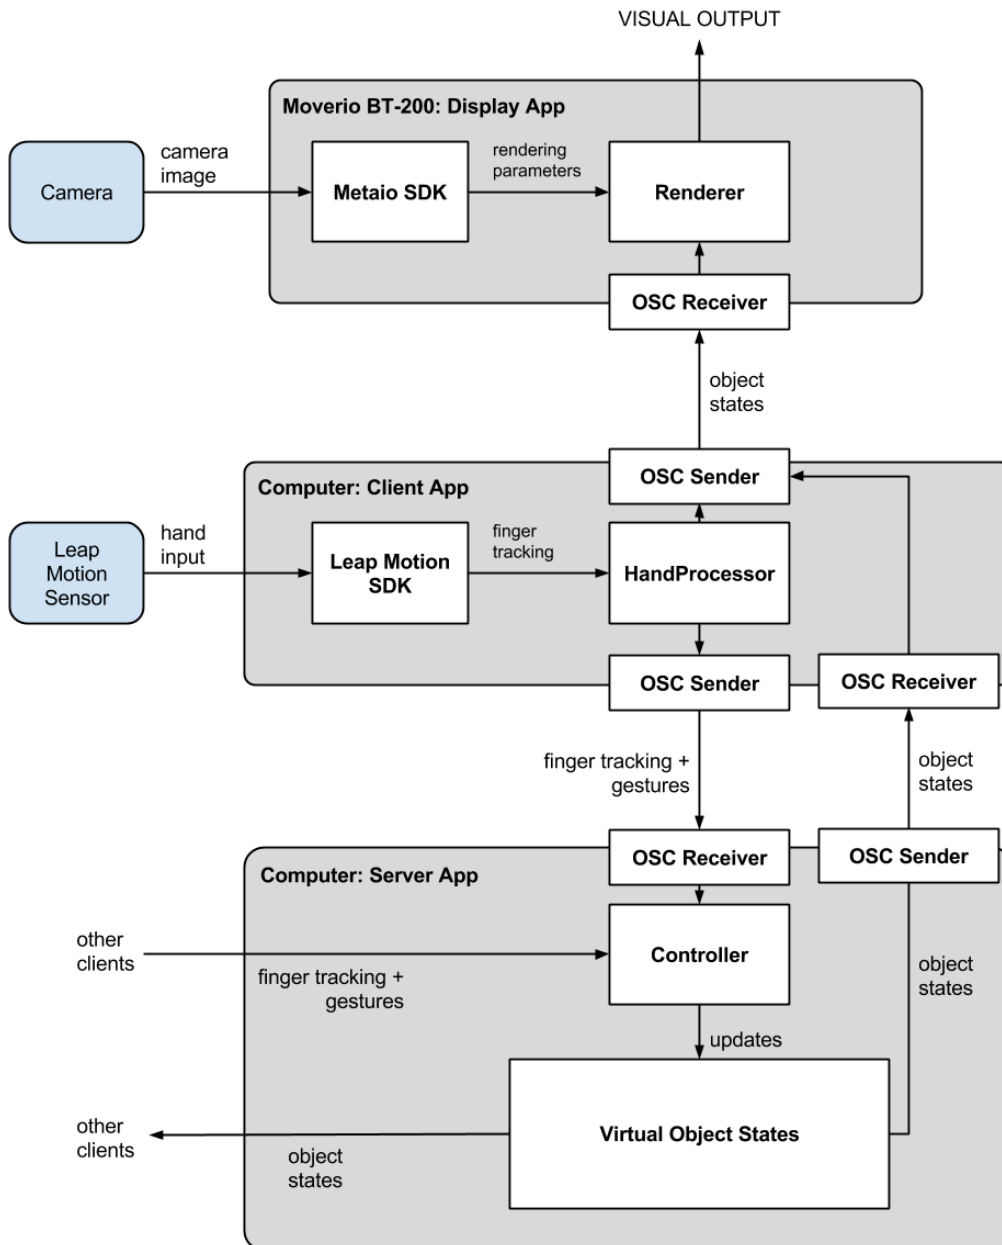 VISUAL OUTPUT
Moverio BT-200: Display App
Camera
camera
image
Metaio SDK
rendering
parameters
Renderer
OSC Receiver
object
states
OSC Sender
Computer: Client App
Leap
Motion
Sensor
hand
input
Leap Motion
SDK
finger
tracking
HandProcessor
OSC Sender
OSC Receiver
finger tracking +
gestures
object
states
OSC Receiver
OSC Sender
Computer: Server App
other
clients
finger tracking +
gestures
Controller
object
states
updates
Virtual Object States
other
clients
object
states